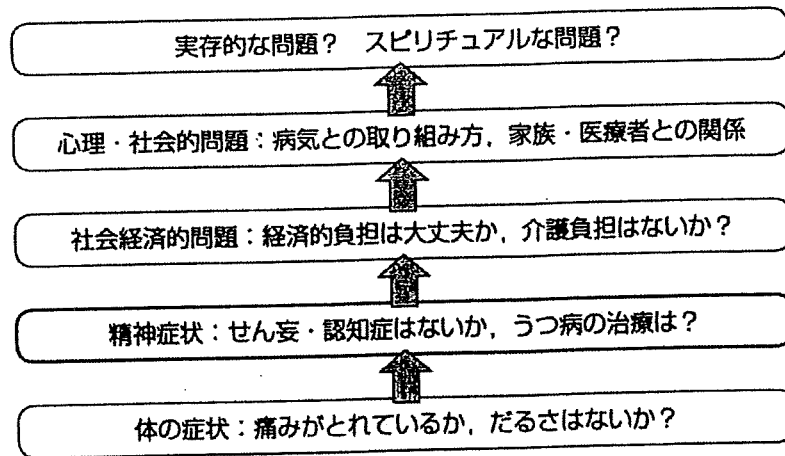 実存的な問題？　スピリチュアルな問題？
心理・社会的問題：病気との取り組み方，家族・医療者との関係
社会経済的問題：経済的負担は大丈夫か，介護負担はないか？
精神症状：せん妄・認知症はないか，うつ病の治療は？
体の症状：痛みがとれているか，だるさはないか？